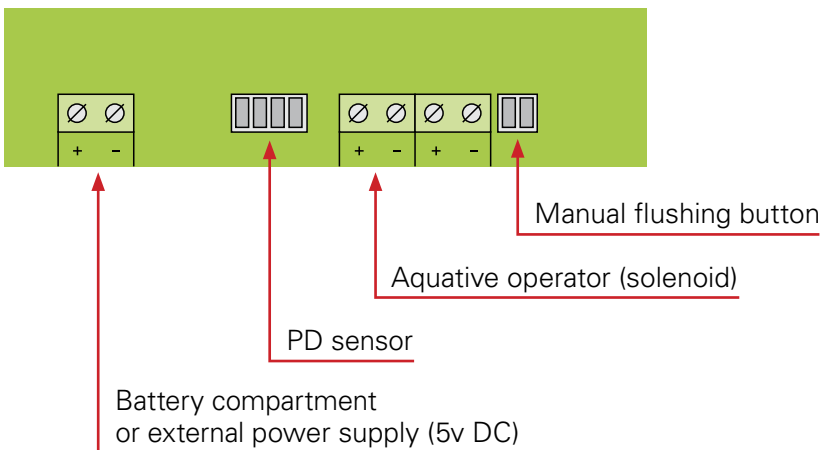 + - + - + -
Manual flushing button
Aquative operator (solenoid)
PD sensor
Battery compartment
or external power supply (5v DC)